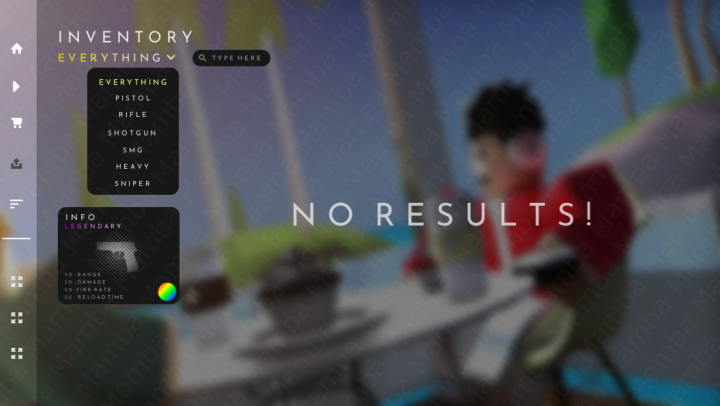 INVENTORY
EVERYTHING
TYPE HERE
EVERYTHING
PISTOL
RIFLE
SHOTGUN
SMG
HEAVY
SNIPER
NO RESULTS!
INFO
LEGENDARY
50:RANGE
50:DAMAGE
50:FIRE RATE
50:RELOAD TIME
Mamba